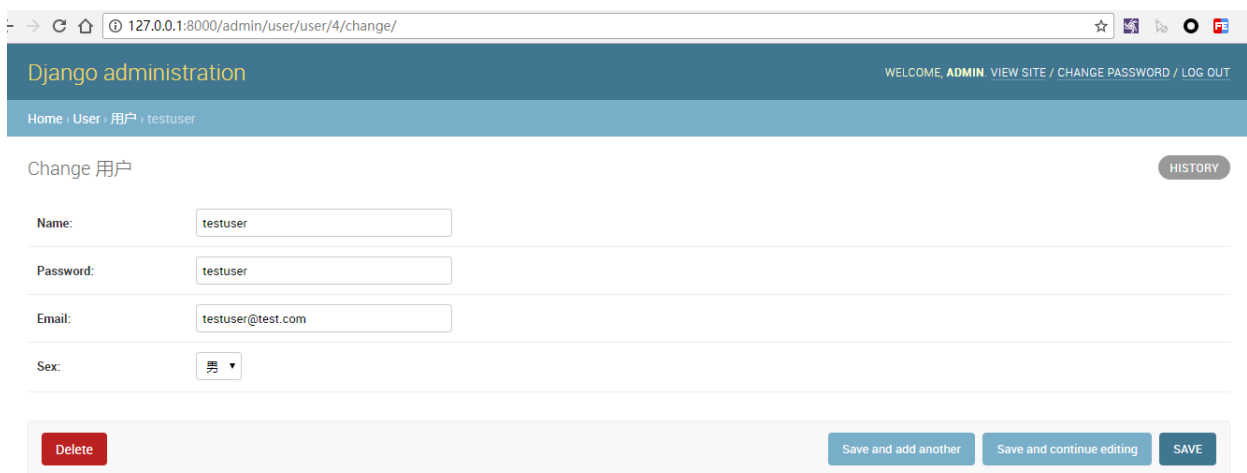 127.0.0.1:8000/admin/user/user/4/change/
Django administration
WELCOME, ADMIN. VIEW SITE / CHANGE PASSWORD / LOG OUT
Home › User › 用户 › testuser
Change 用户
HISTORY
Name: testuser
Password: testuser
Email: testuser@test.com
Sex: 男
Delete Save and add another Save and continue editing SAVE